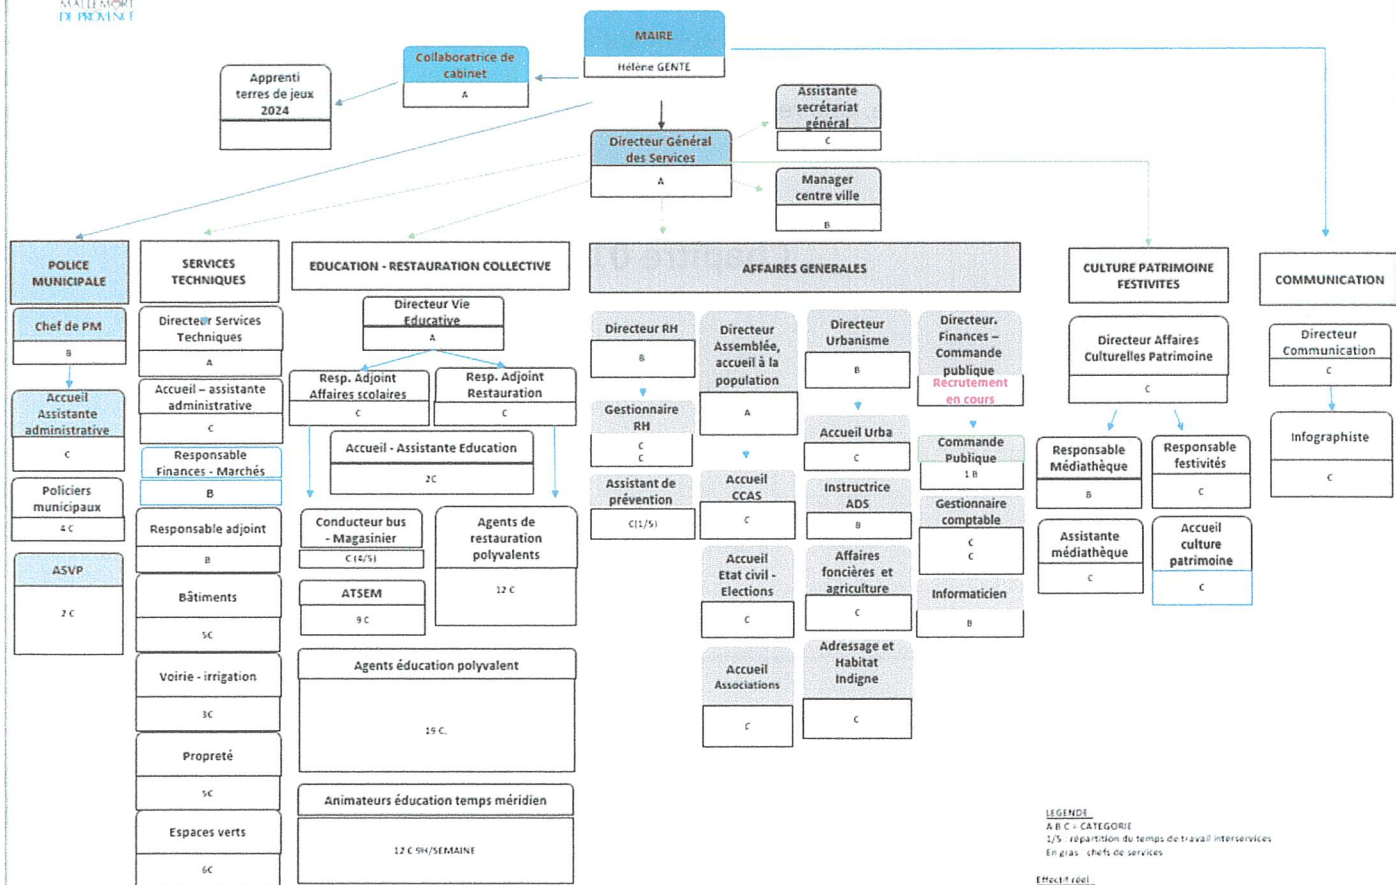 MALLEMORT
DE PROVENCE
MAIRE
Hélène GENTE
Collaboratrice de
cabinet
A
Apprenti
terres de jeux
2024
Assistante
secrétariat
général
C
Directeur Général
des Services
A
Manager
centre ville
B
POLICE
MUNICIPALE
Chef de PM
B
Accueil
Assistante
administrative
C
Policiers
municipaux
4 C
ASVP
2 C
SERVICES
TECHNIQUES
Directeur Services
Techniques
A
Accueil – assistante
administrative
C
Responsable
Finances - Marchés
B
Responsable adjoint
B
Bâtiments
5C
Voirie - irrigation
3C
Propreté
5C
Espaces verts
6C
EDUCATION - RESTAURATION COLLECTIVE
Directeur Vie
Educative
A
Resp. Adjoint
Affaires scolaires
C
Resp. Adjoint
Restauration
C
Accueil - Assistante Education
2C
Conducteur bus
- Magasinier
C (4/5)
ATSEM
9 C
Agents de
restauration
polyvalents
12 C
Agents éducation polyvalent
19 C.
Animateurs éducation temps méridien
12 C 9H/SEMAINE
AFFAIRES GENERALES
Directeur RH
B
Gestionnaire
RH
C
C
Assistant de
prévention
C(1/5)
Directeur
Assemblée,
accueil à la
population
A
Accueil
CCAS
C
Accueil
Etat civil -
Elections
C
Accueil
Associations
C
Directeur
Urbanisme
B
Accueil Urba
C
Instructrice
ADS
B
Affaires
foncières et
agriculture
C
Adressage et
Habitat
Indigne
C
Directeur.
Finances –
Commande
publique
Recrutement
en cours
Commande
Publique
1 B
Gestionnaire
comptable
C
C
Informaticien
B
CULTURE PATRIMOINE
FESTIVITES
Directeur Affaires
Culturelles Patrimoine
C
Responsable
Médiathèque
B
Assistante
médiathèque
C
Responsable
festivités
C
Accueil
culture
patrimoine
C
COMMUNICATION
Directeur
Communication
C
Infographiste
C
LEGENDE
A B C = CATEGORIE
1/5 : répartition du temps de travail interservices
En gras : chefs de services
Effectif réel